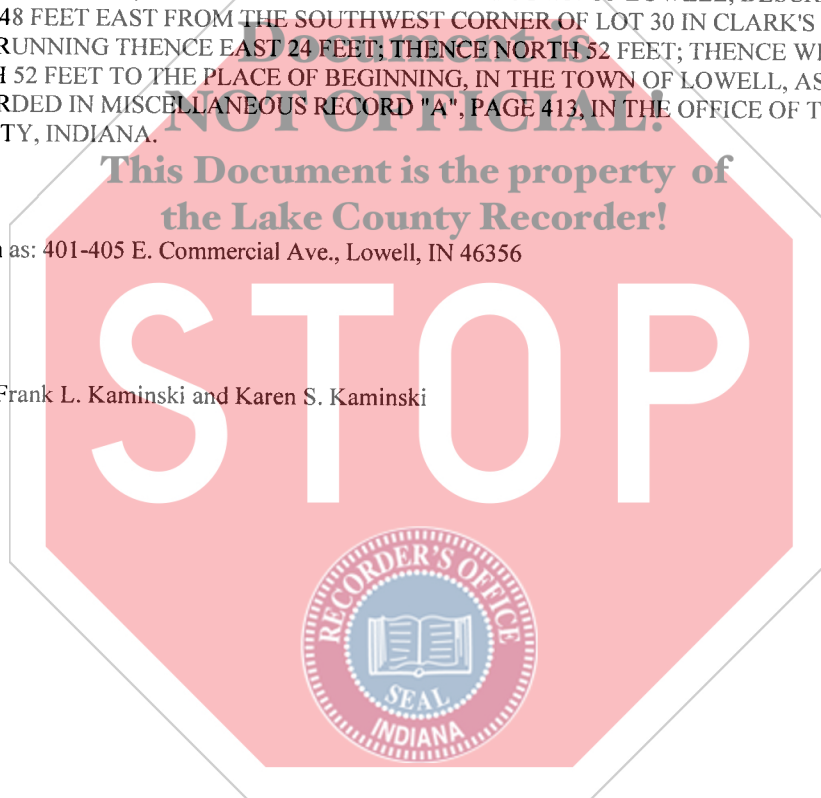 48 FEET EAST FROM THE SOUTHWEST CORNER OF LOT 30 IN CLARK'S
RUNNING THENCE EAST 24 FEET; THENCE NORTH 52 FEET; THENCE
52 FEET TO THE PLACE OF BEGINNING, IN THE TOWN OF LOWELL, AS
RDED IN MISCELLANEOUS RECORD "A", PAGE 413, IN THE OFFICE OF
TY, INDIANA.
Document is
NOT OFFICIAL!
This Document is the property of
the Lake County Recorder!
as: 401-405 E. Commercial Ave., Lowell, IN 46356
STOP
Frank L. Kaminski and Karen S. Kaminski
RECORDER'S OFFICE
SEAL
INDIANA